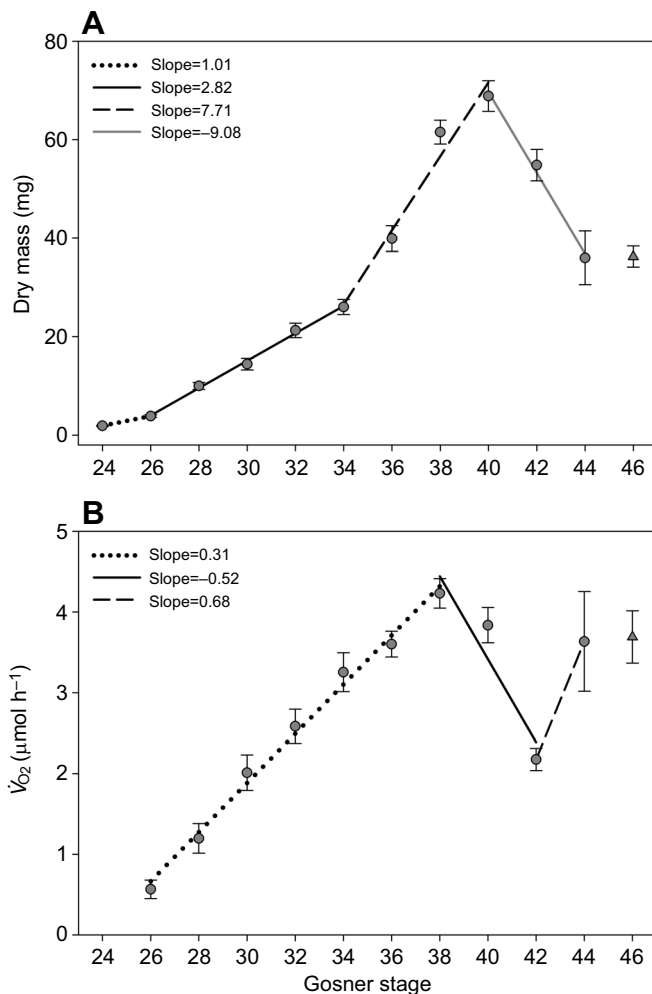 A
80
60
40
20
0
Dry mass (mg)
Slope=1.01
Slope=2.82
Slope=7.71
Slope=–9.08
24 26 28 30 32 34 36 38 40 42 44 46
B
5
4
3
2
1
0
V̇O2 (µmol h–1)
Slope=0.31
Slope=–0.52
Slope=0.68
24 26 28 30 32 34 36 38 40 42 44 46
Gosner stage